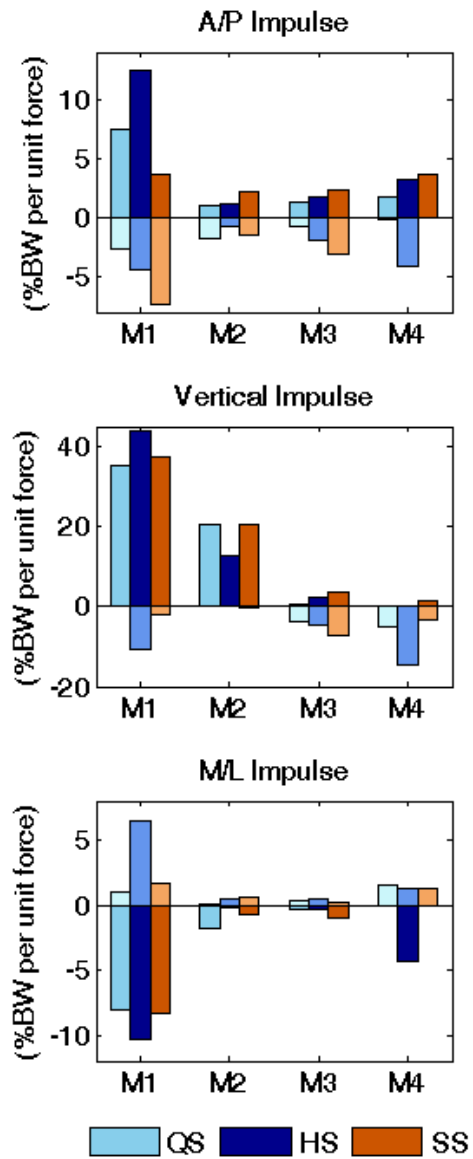 A/P Impulse
(%BW per unit force)
10
5
0
-5
M1 M2 M3 M4
Vertical Impulse
(%BW per unit force)
40
20
0
-20
M1 M2 M3 M4
M/L Impulse
(%BW per unit force)
5
0
-5
-10
M1 M2 M3 M4
QS HS SS